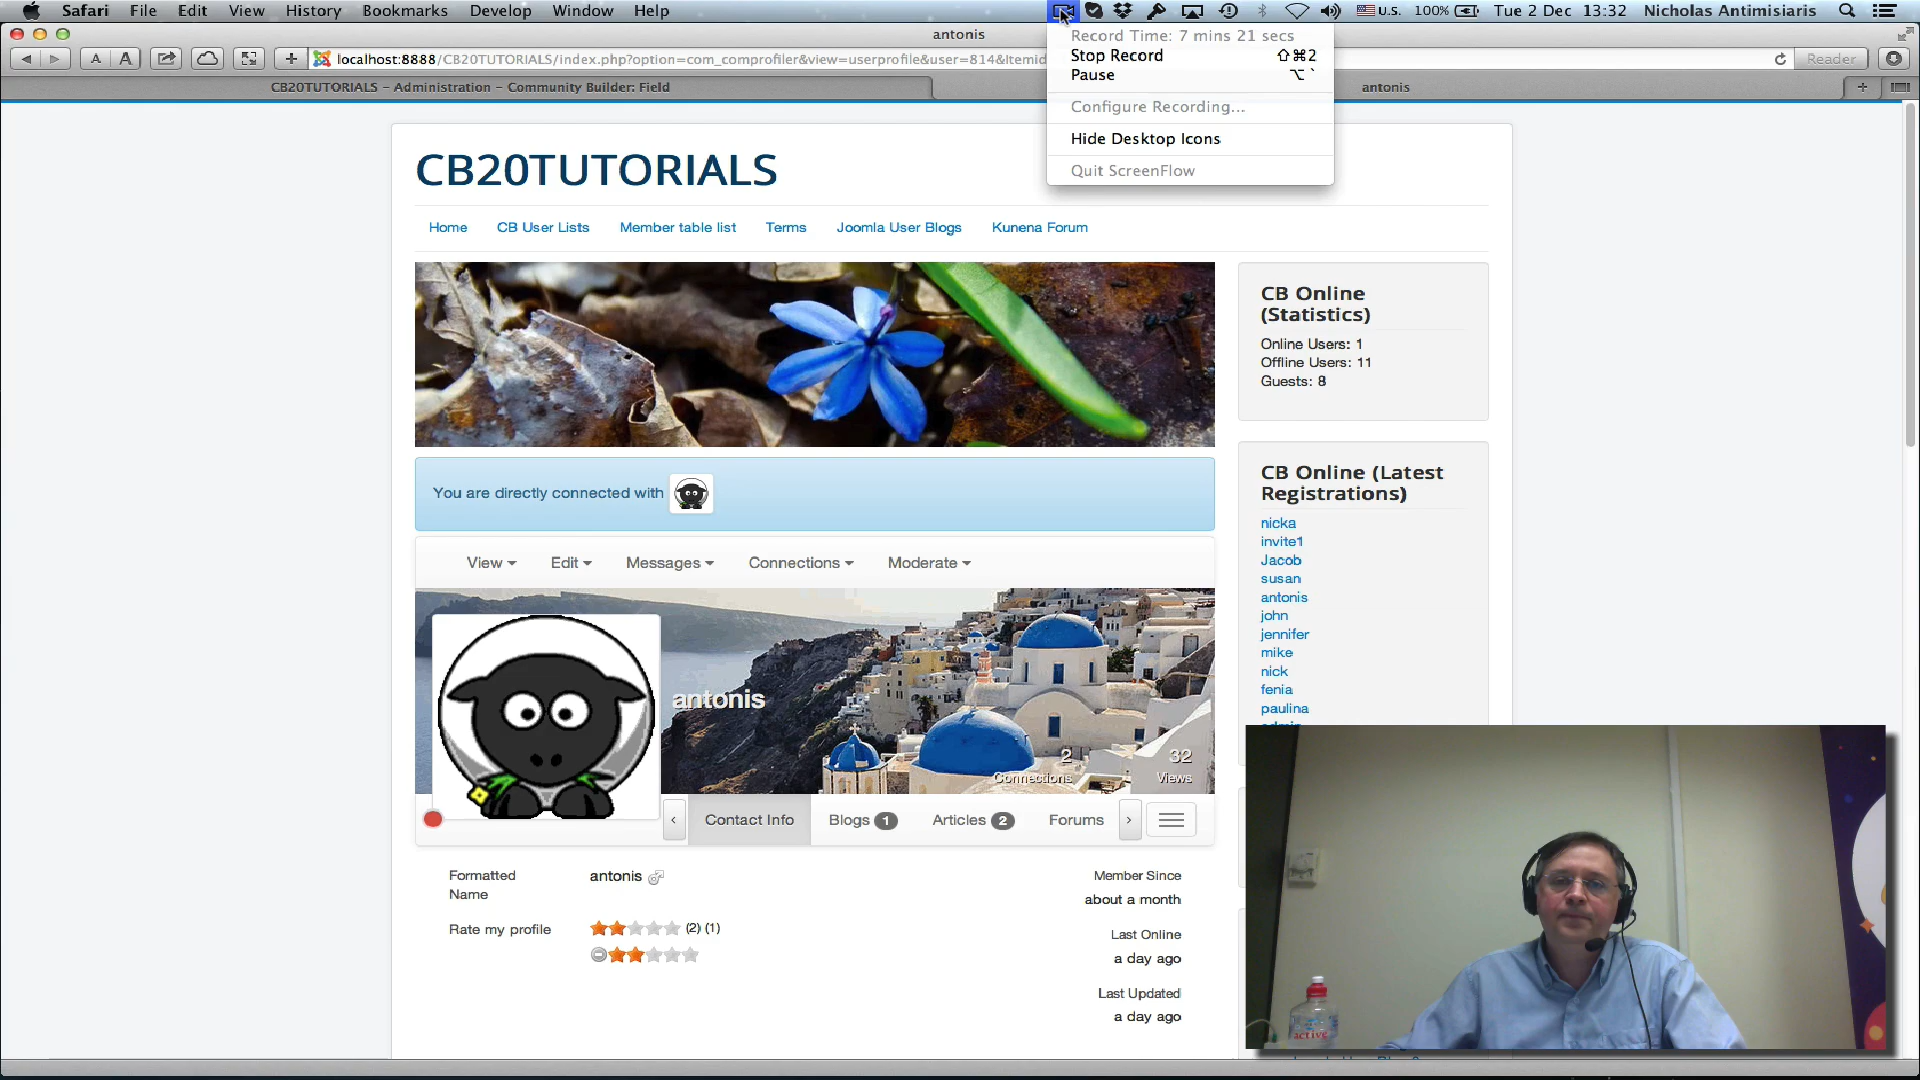 Safari File Edit View History Bookmarks Develop Window Help
U.S. 100% Tue 2 Dec 13:32 Nicholas Antimisiaris
antonis
localhost:8888/CB20TUTORIALS/index.php?option=com_comprofiler&view=userprofile&user=814&Itemid
Reader
CB20TUTORIALS - Administration - Community Builder: Field
antonis
Record Time: 7 mins 21 secs
Stop Record ⇧⌘2
Pause ⌥`
Configure Recording...
Hide Desktop Icons
Quit ScreenFlow
CB20TUTORIALS
Home CB User Lists Member table list Terms Joomla User Blogs Kunena Forum
You are directly connected with
View Edit Messages Connections Moderate
antonis
2 Connections
32 Views
Contact Info Blogs 1 Articles 2 Forums
Formatted
Name
antonis
Rate my profile
(2) (1)
Member Since
about a month
Last Online
a day ago
Last Updated
a day ago
CB Online
(Statistics)
Online Users: 1
Offline Users: 11
Guests: 8
CB Online (Latest
Registrations)
nicka
invite1
Jacob
susan
antonis
john
jennifer
mike
nick
fenia
paulina
active